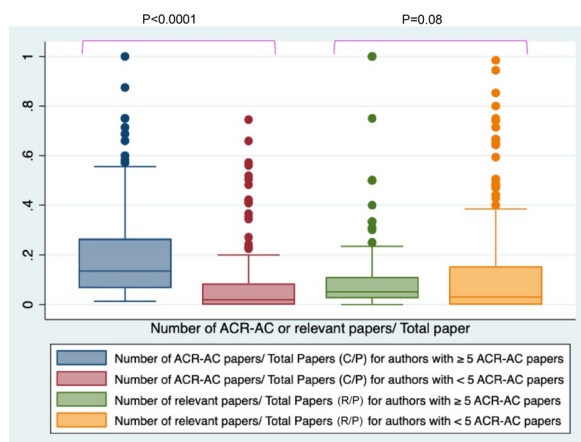 P<0.0001 P=0.08
1
.8
.6
.4
.2
0
Number of ACR-AC or relevant papers/ Total paper
Number of ACR-AC papers/ Total Papers (C/P) for authors with ≥ 5 ACR-AC papers
Number of ACR-AC papers/ Total Papers (C/P) for authors with < 5 ACR-AC papers
Number of relevant papers/ Total Papers (R/P) for authors with ≥ 5 ACR-AC papers
Number of relevant papers/ Total Papers (R/P) for authors with < 5 ACR-AC papers